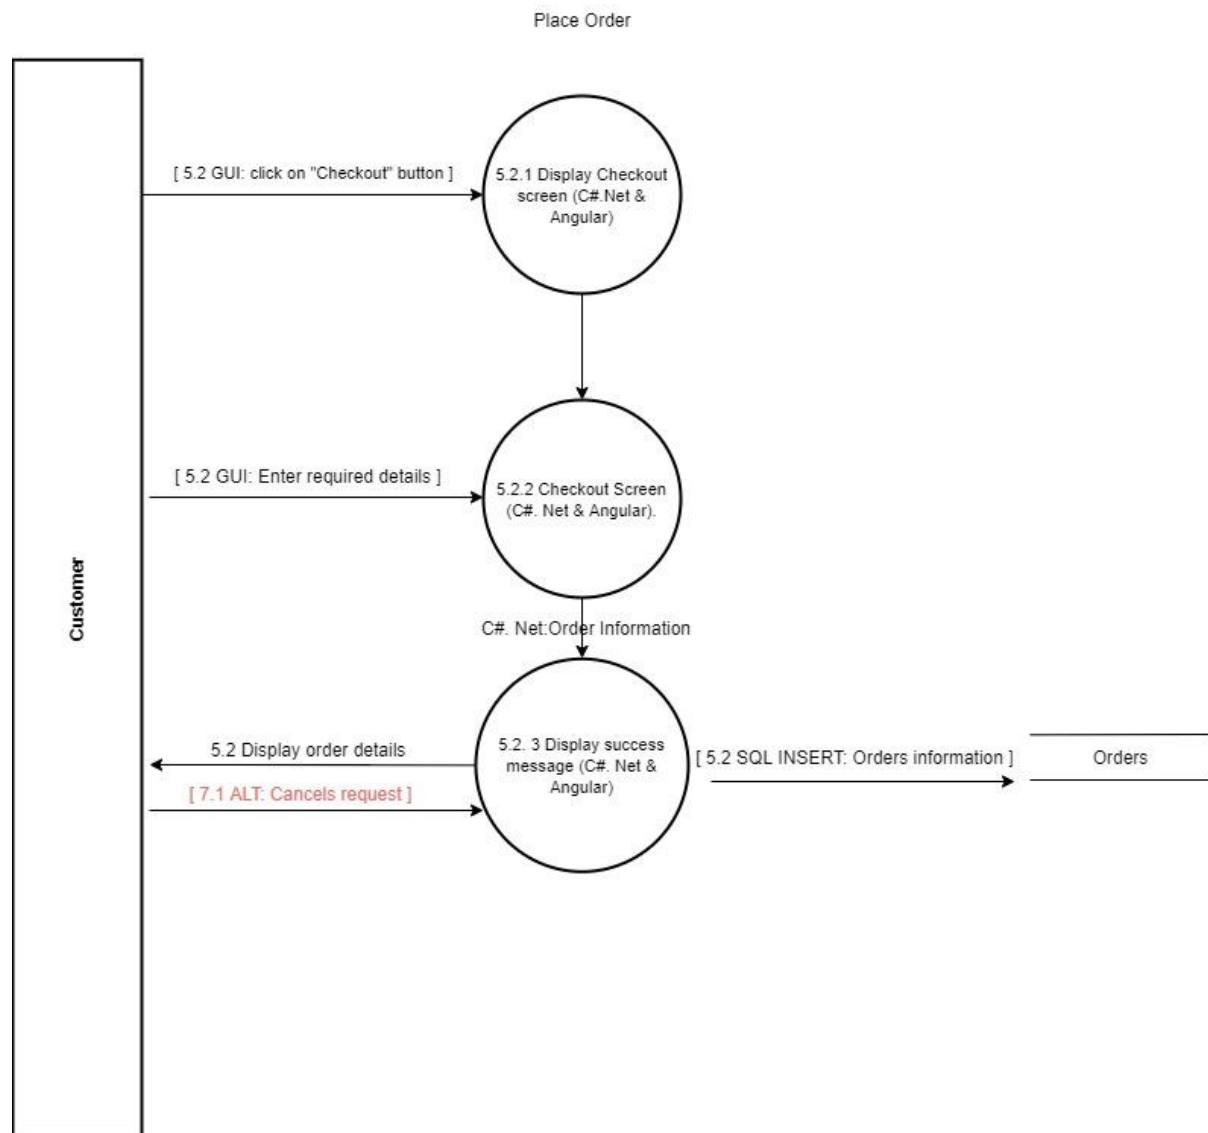 Place Order
[ 5.2 GUI: click on "Checkout" button ]
5.2.1 Display Checkout
screen (C#.Net &
Angular)
[ 5.2 GUI: Enter required details ]
5.2.2 Checkout Screen
(C#. Net & Angular).
Customer
C#. Net:Order Information
5.2 Display order details
5.2. 3 Display success
message (C#. Net &
Angular)
[ 5.2 SQL INSERT: Orders information ]
Orders
[ 7.1 ALT: Cancels request ]